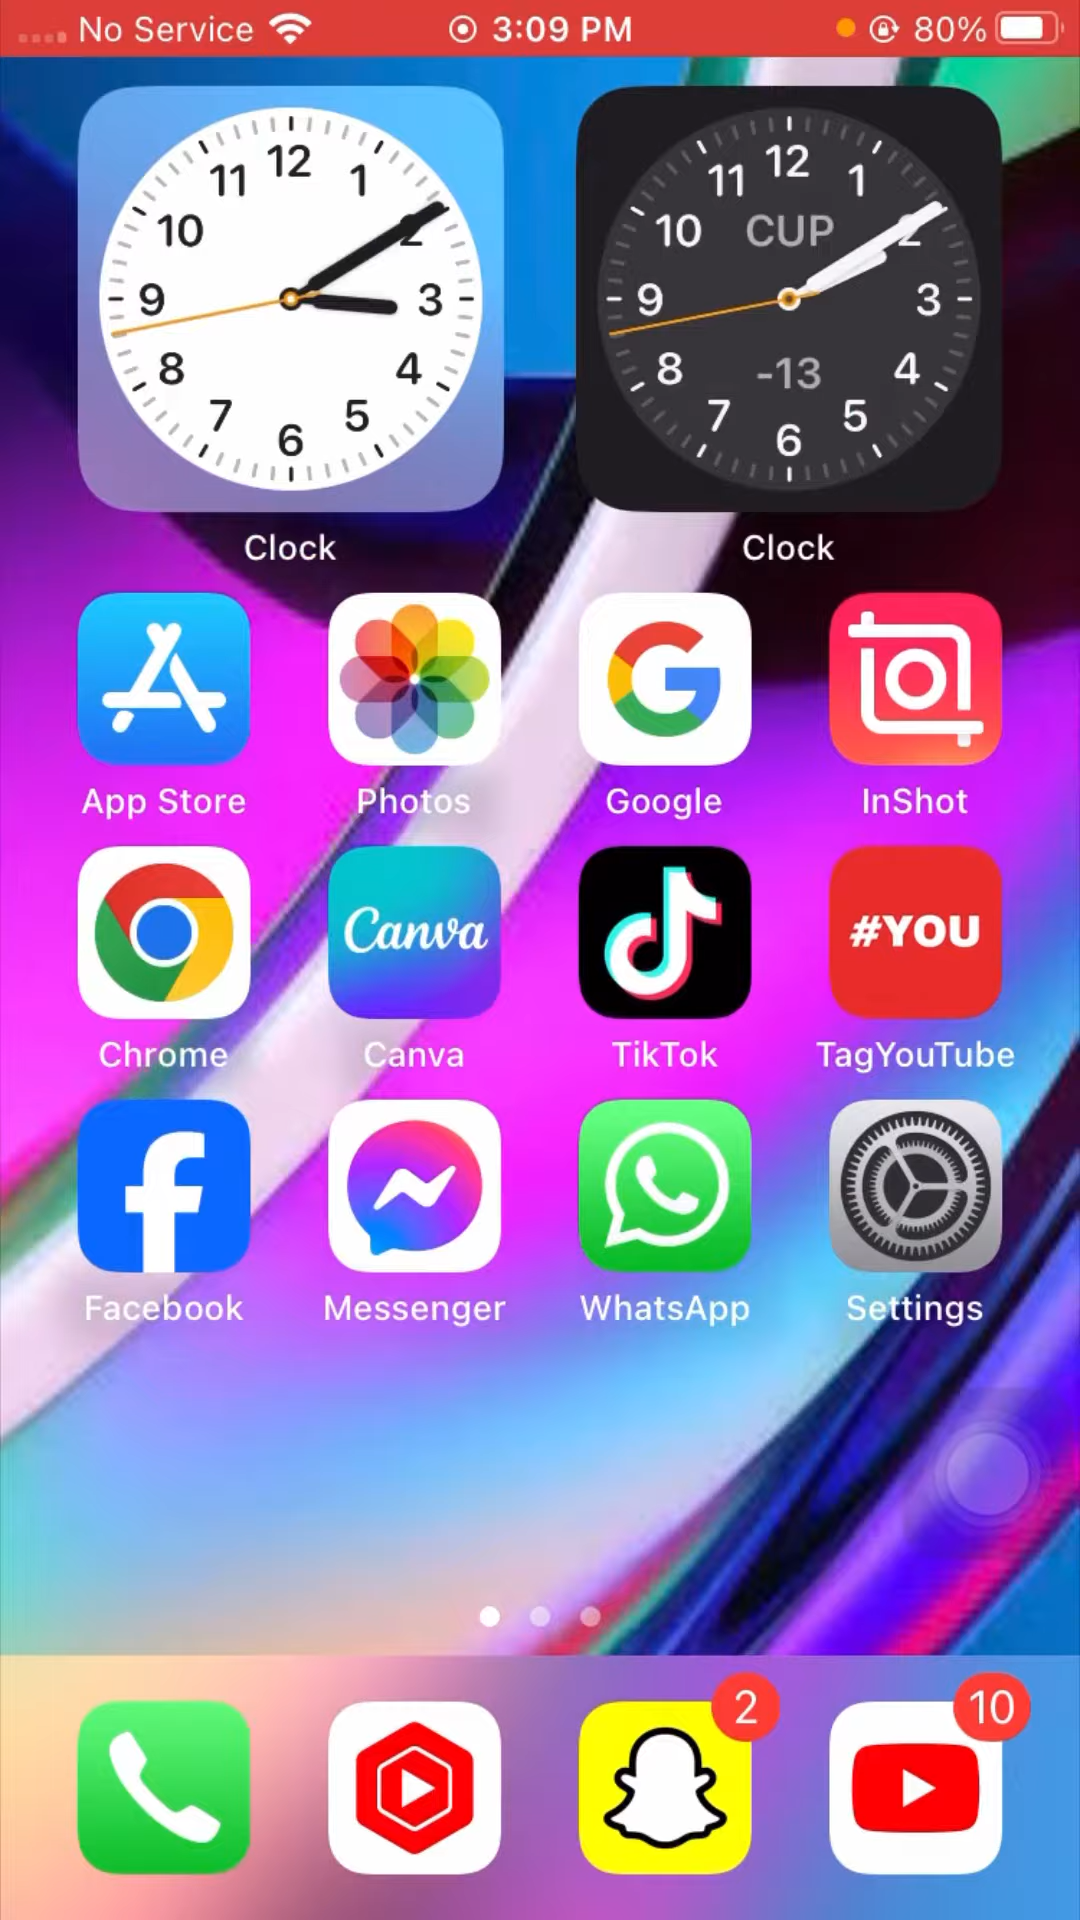 No Service 3:09 PM 80%
12
11 1
10 2
9 3
8 4
7 5
6
12
11 1
10 CUP 2
9 3
8 -13 4
7 5
6
Clock Clock
App Store Photos Google InShot
Canva #YOU
Chrome Canva TikTok TagYouTube
Facebook Messenger WhatsApp Settings
2 10